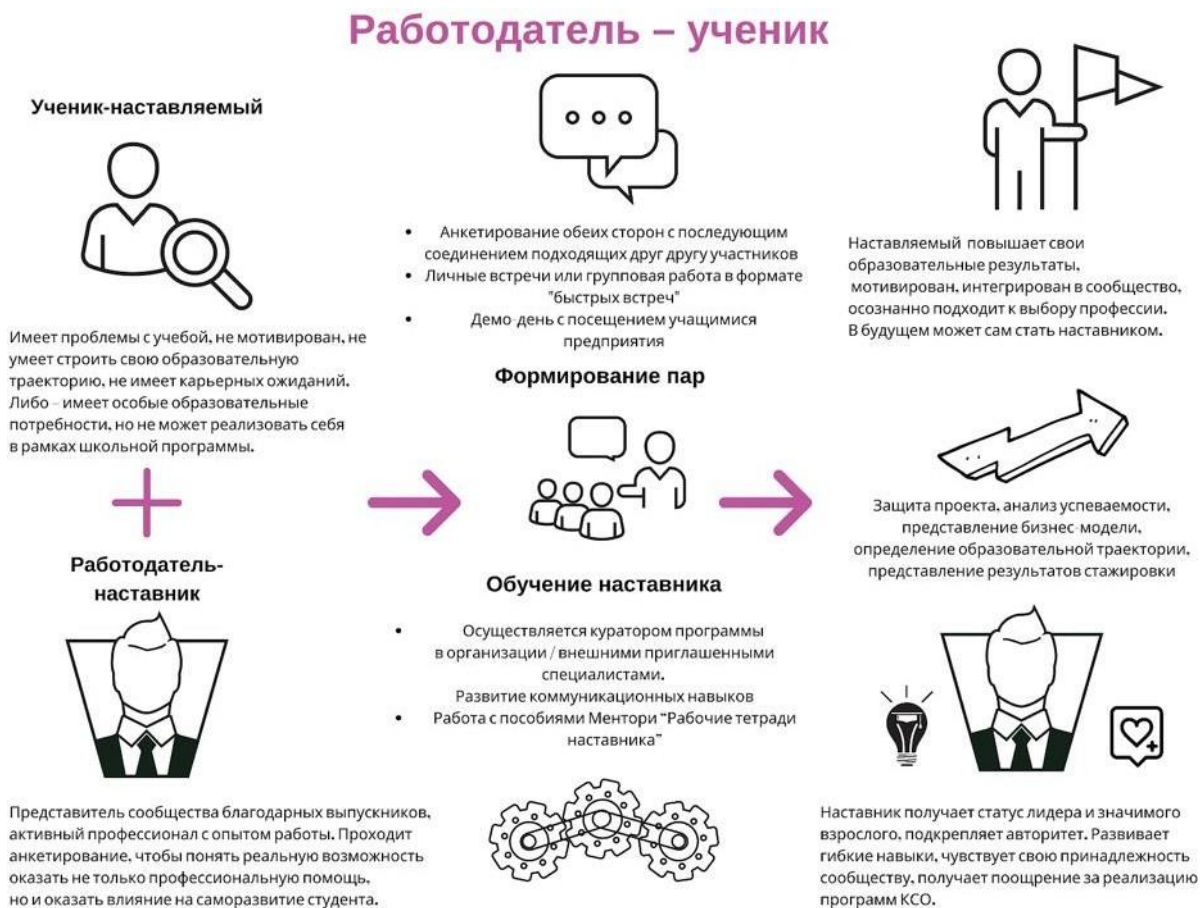 Работодатель – ученик
Ученик-наставляемый
Имеет проблемы с учебой, не мотивирован, не
умеет строить свою образовательную
траекторию, не имеет карьерных ожиданий.
Либо – имеет особые образовательные
потребности, но не может реализовать себя
в рамках школьной программы.
Работодатель-
наставник
Представитель сообщества благодарных выпускников,
активный профессионал с опытом работы. Проходит
анкетирование, чтобы понять реальную возможность
оказать не только профессиональную помощь,
но и оказать влияние на саморазвитие студента.
• Анкетирование обеих сторон с последующим
соединением подходящих друг другу участников
• Личные встречи или групповая работа в формате
"быстрых встреч"
• Демо-день с посещением учащимися
предприятия
Формирование пар
Обучение наставника
• Осуществляется куратором программы
в организации / внешними приглашенными
специалистами.
Развитие коммуникационных навыков
• Работа с пособиями Ментори “Рабочие тетради
наставника”
Наставляемый повышает свои
образовательные результаты,
мотивирован, интегрирован в сообщество,
осознанно подходит к выбору профессии.
В будущем может сам стать наставником.
Защита проекта, анализ успеваемости,
представление бизнес-модели,
определение образовательной траектории,
представление результатов стажировки
Наставник получает статус лидера и значимого
взрослого, подкрепляет авторитет. Развивает
гибкие навыки, чувствует свою принадлежность
сообществу, получает поощрение за реализацию
программ КСО.